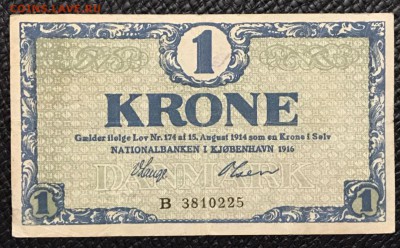 1
KRONE
Gælder ifølge Lov Nr. 174 af 15. August 1914 som en Krone i Sølv
NATIONALBANKEN I KJØBENHAVN 1916
DANMARK
1 B 3810225 1